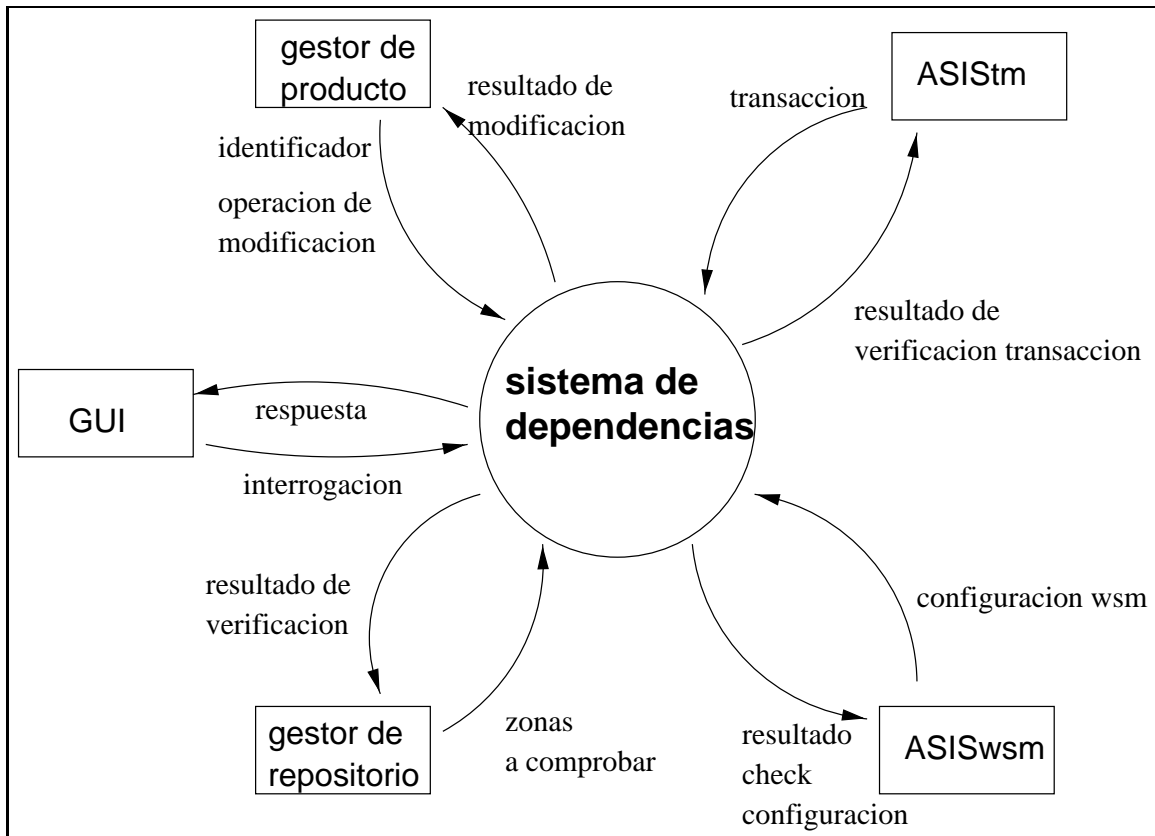 gestor de
producto
resultado de
modificacion
transaccion
ASIStm
identificador
operacion de
modificacion
resultado de
verificacion transaccion
sistema de
dependencias
GUI
respuesta
interrogacion
resultado de
verificacion
configuracion wsm
gestor de
repositorio
zonas
a comprobar
resultado
check
configuracion
ASISwsm